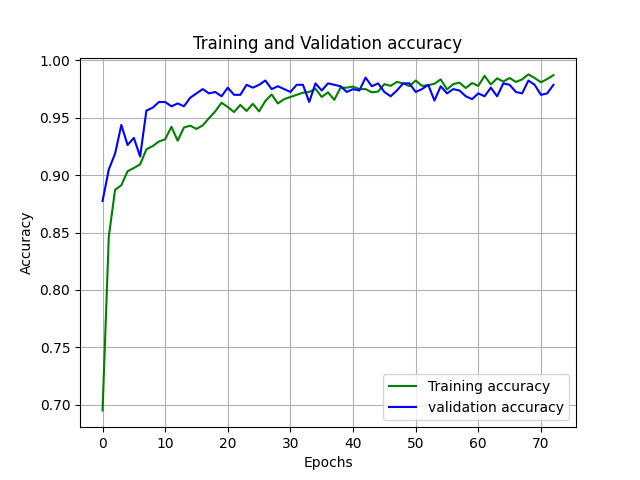 Training and Validation accuracy
1.00
0.95
0.90
0.85
0.80
0.75
0.70
Accuracy
0 10 20 30 40 50 60 70
Epochs
Training accuracy
validation accuracy